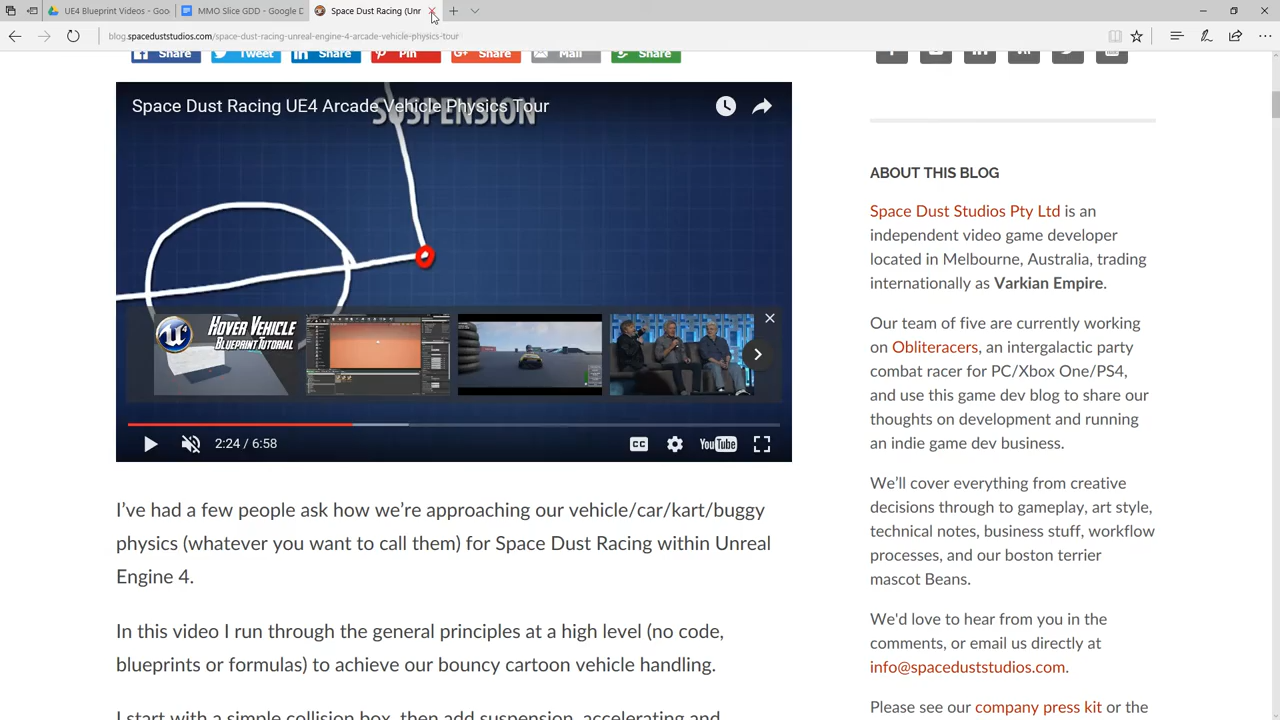 UE4 Blueprint Videos - Goo
MMO Slice GDD - Google D
Space Dust Racing (Unr
blog.spaceduststudios.com/space-dust-racing-unreal-engine-4-arcade-vehicle-physics-tour
Share
Tweet
Share
Pin
Share
Mail
Share
Space Dust Racing UE4 Arcade Vehicle Physics Tour
SUSPENSION
HOVER VEHICLE
BLUEPRINT TUTORIAL
2:24 / 6:58
CC
YouTube
I've had a few people ask how we're approaching our vehicle/car/kart/buggy
physics (whatever you want to call them) for Space Dust Racing within Unreal
Engine 4.
In this video I run through the general principles at a high level (no code,
blueprints or formulas) to achieve our bouncy cartoon vehicle handling.
I start with a simple collision box, then add suspension, accelerating and
ABOUT THIS BLOG
Space Dust Studios Pty Ltd is an
independent video game developer
located in Melbourne, Australia, trading
internationally as Varkian Empire.
Our team of five are currently working
on Obliteracers, an intergalactic party
combat racer for PC/Xbox One/PS4,
and use this game dev blog to share our
thoughts on development and running
an indie game dev business.
We'll cover everything from creative
decisions through to gameplay, art style,
technical notes, business stuff, workflow
processes, and our boston terrier
mascot Beans.
We'd love to hear from you in the
comments, or email us directly at
info@spaceduststudios.com.
Please see our company press kit or the